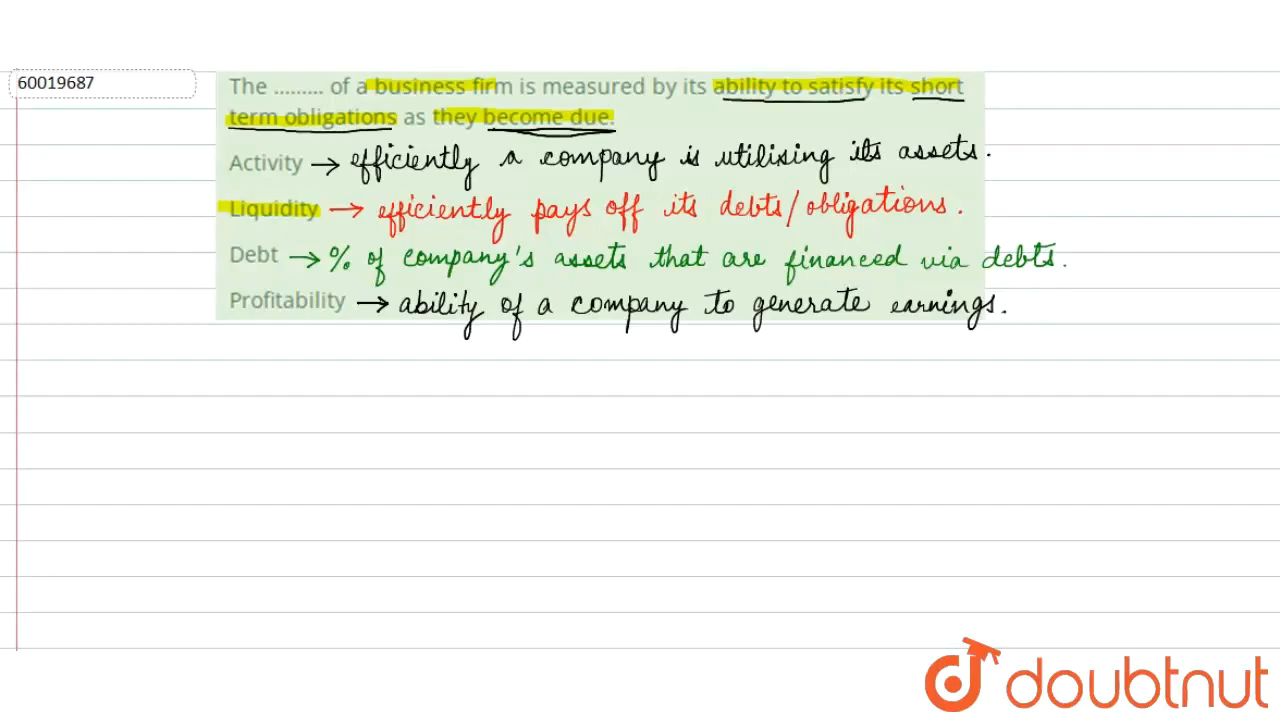 60019687
The ......... of a business firm is measured by its ability to satisfy its short
term obligations as they become due.
Activity → efficiently a company is utilising its assets.
Liquidity → efficiently pays off its debts/obligations.
Debt → % of company's assets that are financed via debts.
Profitability → ability of a company to generate earnings.
doubtnut